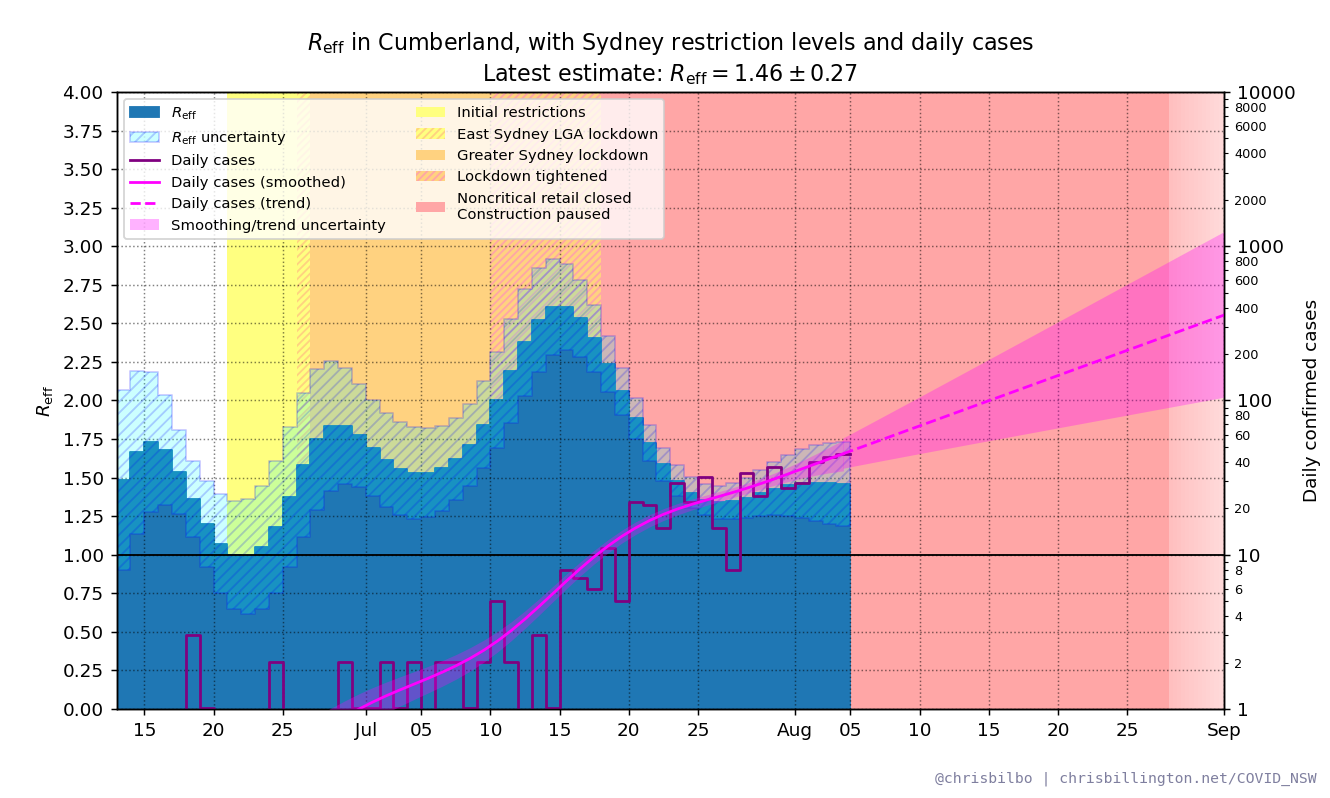 R_eff in Cumberland, with Sydney restriction levels and daily cases
Latest estimate: R_eff = 1.46 ± 0.27
R_eff
R_eff uncertainty
Daily cases
Daily cases (smoothed)
Daily cases (trend)
Smoothing/trend uncertainty
Initial restrictions
East Sydney LGA lockdown
Greater Sydney lockdown
Lockdown tightened
Noncritical retail closed
Construction paused
R_eff
4.00
3.75
3.50
3.25
3.00
2.75
2.50
2.25
2.00
1.75
1.50
1.25
1.00
0.75
0.50
0.25
0.00
10000
8000
6000
4000
2000
1000
800
600
400
200
100
80
60
40
20
10
8
6
4
2
1
Daily confirmed cases
15 20 25 Jul 05 10 15 20 25 Aug 05 10 15 20 25 Sep
@chrisbilbo | chrisbillington.net/COVID_NSW